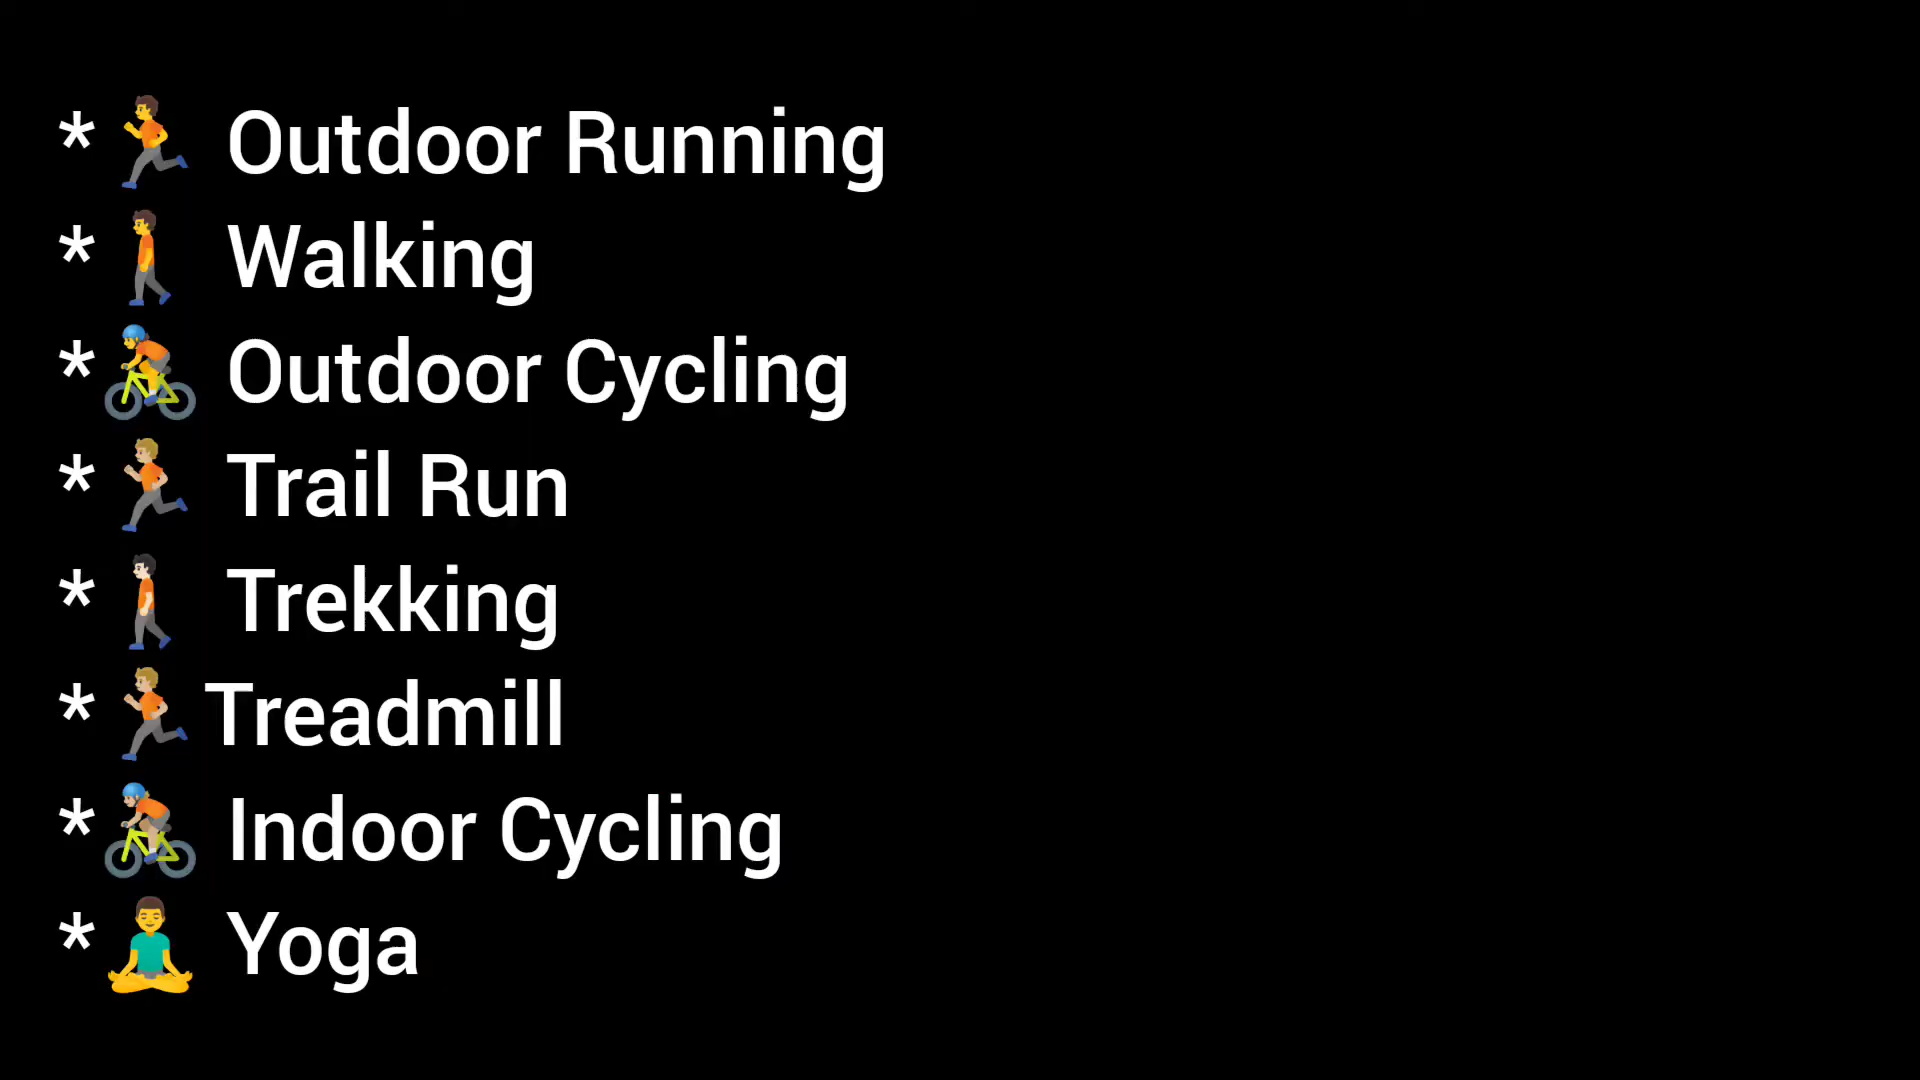 *🏃 Outdoor Running
*🚶 Walking
*🚴 Outdoor Cycling
*🏃🏼 Trail Run
*🚶🏻 Trekking
*🏃🏼Treadmill
*🚴🏼 Indoor Cycling
*🧘‍♂️ Yoga